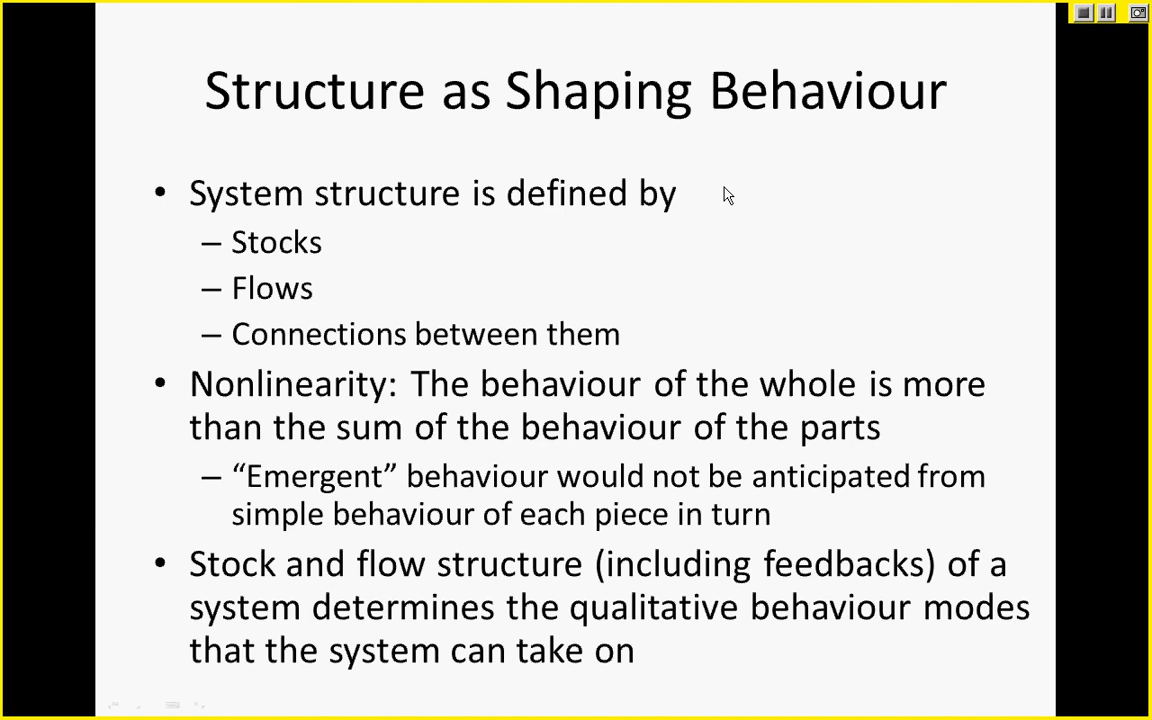 Structure as Shaping Behaviour
• System structure is defined by
– Stocks
– Flows
– Connections between them
• Nonlinearity: The behaviour of the whole is more
than the sum of the behaviour of the parts
– “Emergent” behaviour would not be anticipated from
simple behaviour of each piece in turn
• Stock and flow structure (including feedbacks) of a
system determines the qualitative behaviour modes
that the system can take on